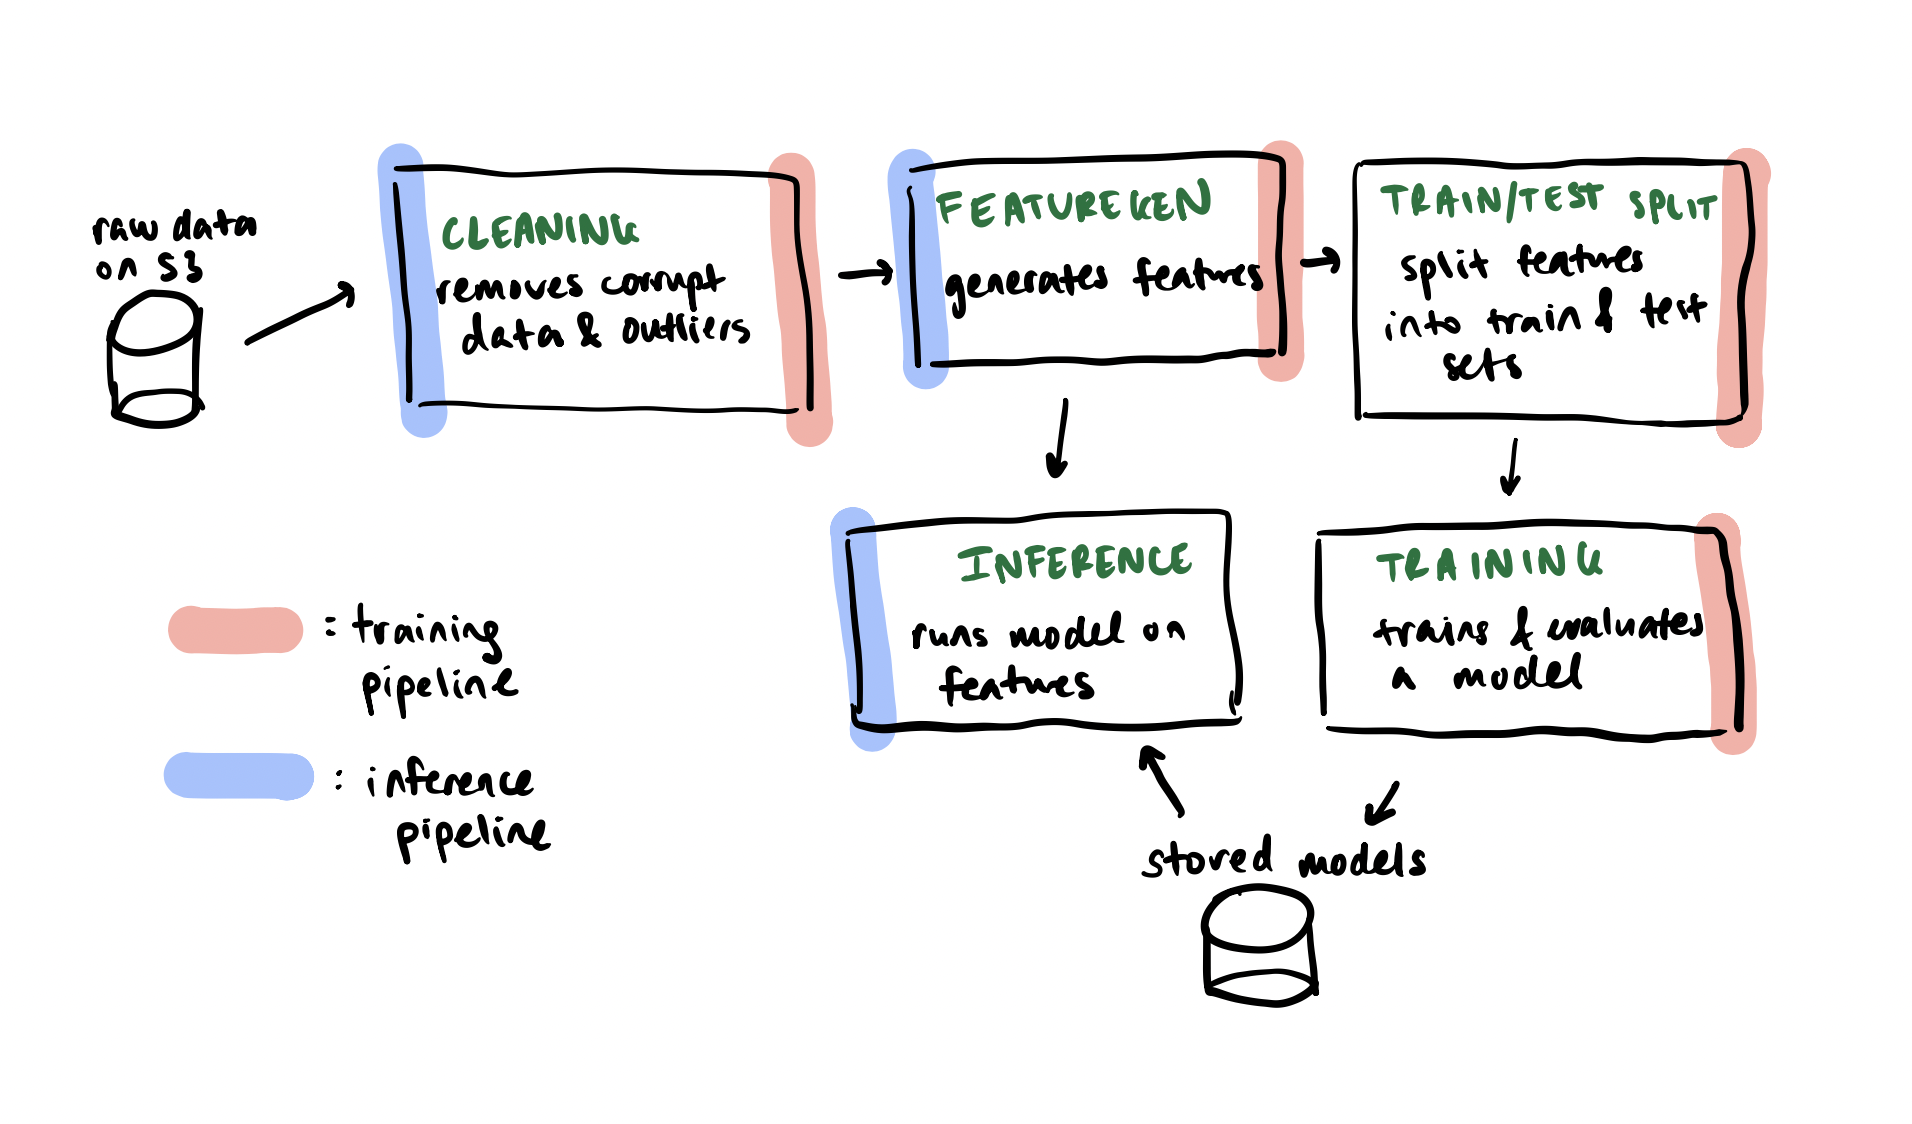 raw data
on S3
CLEANING
removes corrupt
data & outliers
FEATUREGEN
generates features
TRAIN/TEST SPLIT
split features
into train & test
sets
INFERENCE
runs model on
features
TRAINING
trains & evaluates
a model
= training
pipeline
: inference
pipeline
stored models